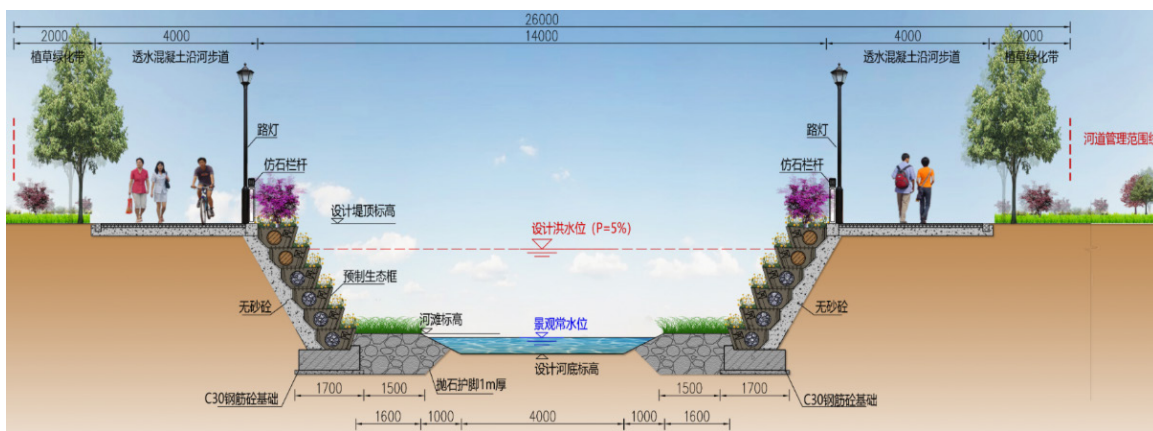 26000
2000 4000 14000 4000 2000
植草绿化带 透水混凝土沿河步道 透水混凝土沿河步道 植草绿化带
路灯 路灯
河道管理范围线
仿石栏杆 仿石栏杆
设计堤顶标高
设计洪水位 (P=5%)
预制生态框
无砂砼 无砂砼
河滩标高 景观常水位
设计河底标高
抛石护脚1m厚
1700 1500 1500 1700
C30钢筋砼基础 C30钢筋砼基础
1600 1000 4000 1000 1600